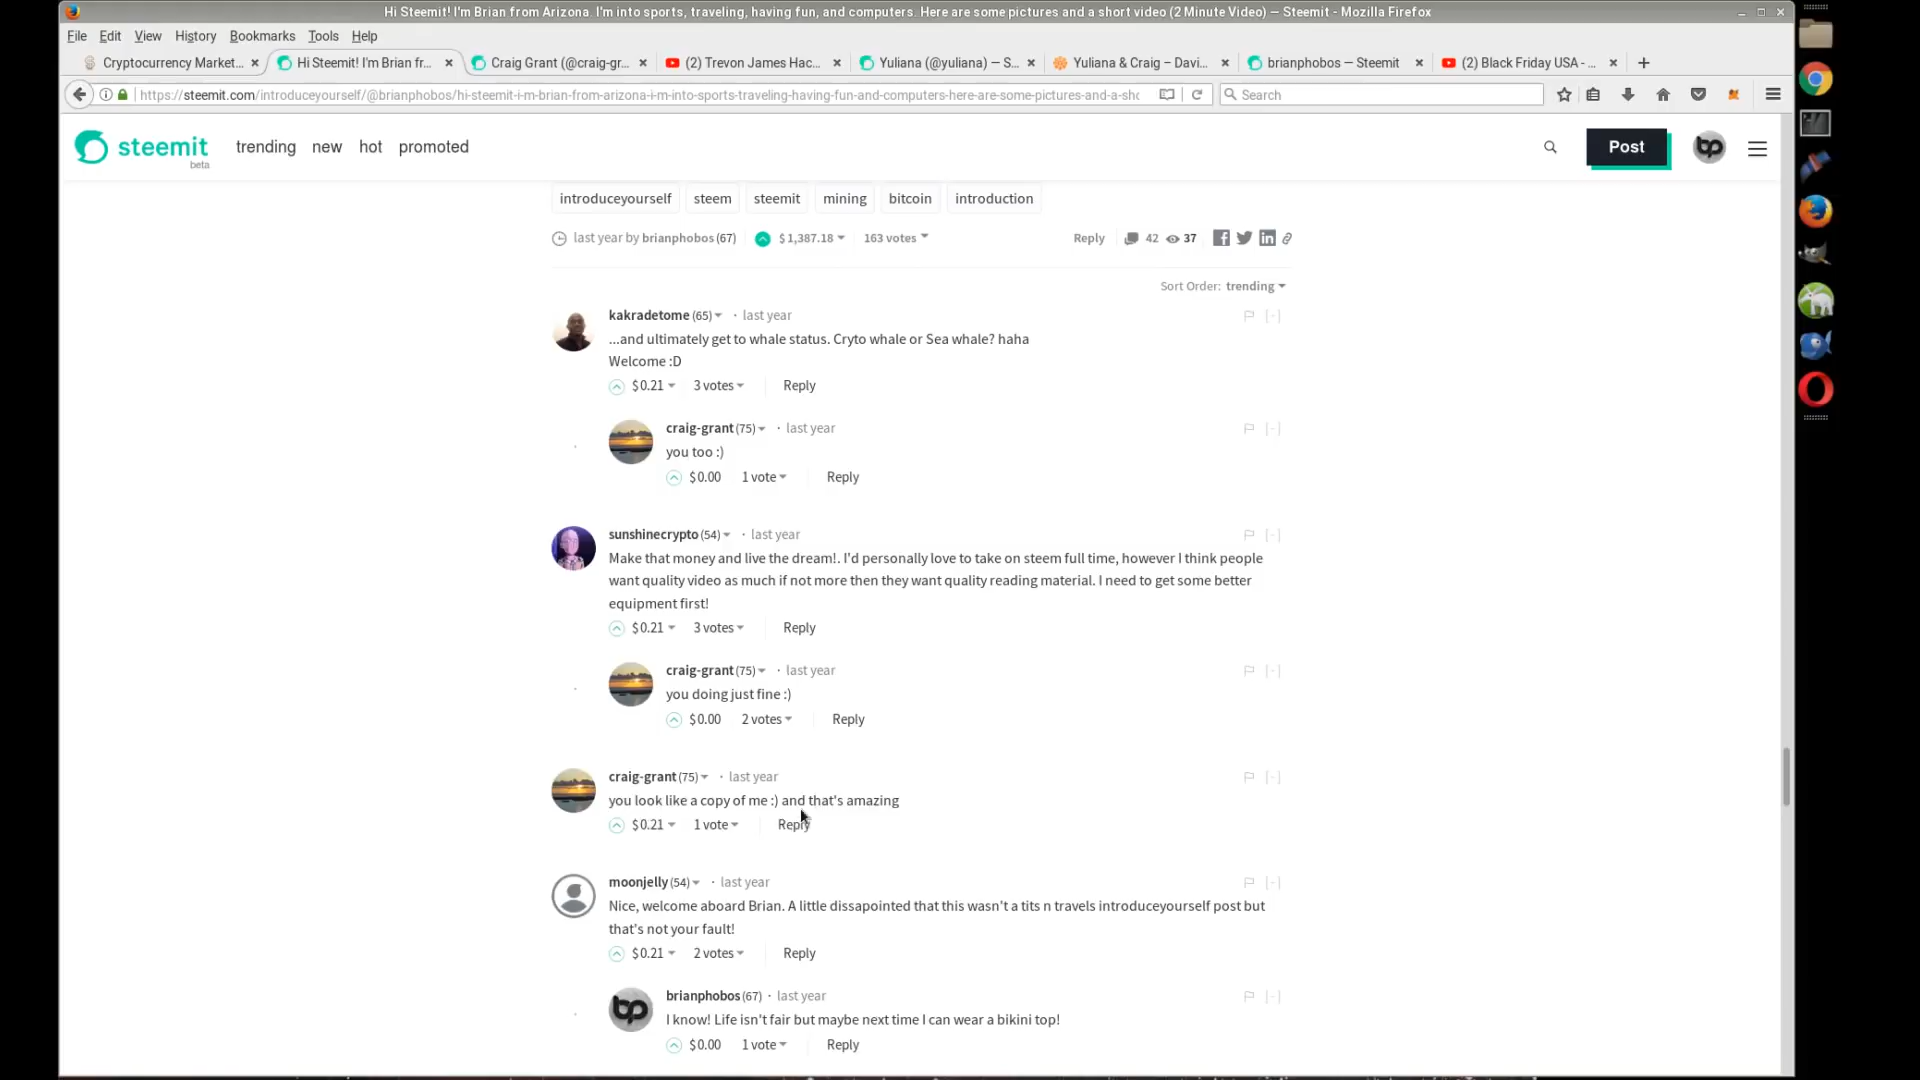 Hi Steemit! I'm Brian from Arizona. I'm into sports, traveling, having fun, and computers. Here are some pictures and a short video (2 Minute Video) — Steemit - Mozilla Firefox
File Edit View History Bookmarks Tools Help
Cryptocurrency Market... Hi Steemit! I'm Brian fr... Craig Grant (@craig-gr... (2) Trevon James Hac... Yuliana (@yuliana) — S... Yuliana & Craig – Davi... brianphobos — Steemit (2) Black Friday USA - ...
https://steemit.com/introduceyourself/@brianphobos/hi-steemit-i-m-brian-from-arizona-i-m-into-sports-traveling-having-fun-and-computers-here-are-some-pictures-and-a-sho Search
steemit beta trending new hot promoted Post bp
introduceyourself steem steemit mining bitcoin introduction
last year by brianphobos (67) $1,387.18 163 votes Reply 42 37
Sort Order: trending
kakradetome (65) · last year [-]
...and ultimately get to whale status. Cryto whale or Sea whale? haha
Welcome :D
$0.21 3 votes Reply
craig-grant (75) · last year [-]
you too :)
$0.00 1 vote Reply
sunshinecrypto (54) · last year [-]
Make that money and live the dream!. I'd personally love to take on steem full time, however I think people
want quality video as much if not more then they want quality reading material. I need to get some better
equipment first!
$0.21 3 votes Reply
craig-grant (75) · last year [-]
you doing just fine :)
$0.00 2 votes Reply
craig-grant (75) · last year [-]
you look like a copy of me :) and that's amazing
$0.21 1 vote Reply
moonjelly (54) · last year [-]
Nice, welcome aboard Brian. A little dissapointed that this wasn't a tits n travels introduceyourself post but
that's not your fault!
$0.21 2 votes Reply
bp brianphobos (67) · last year [-]
I know! Life isn't fair but maybe next time I can wear a bikini top!
$0.00 1 vote Reply